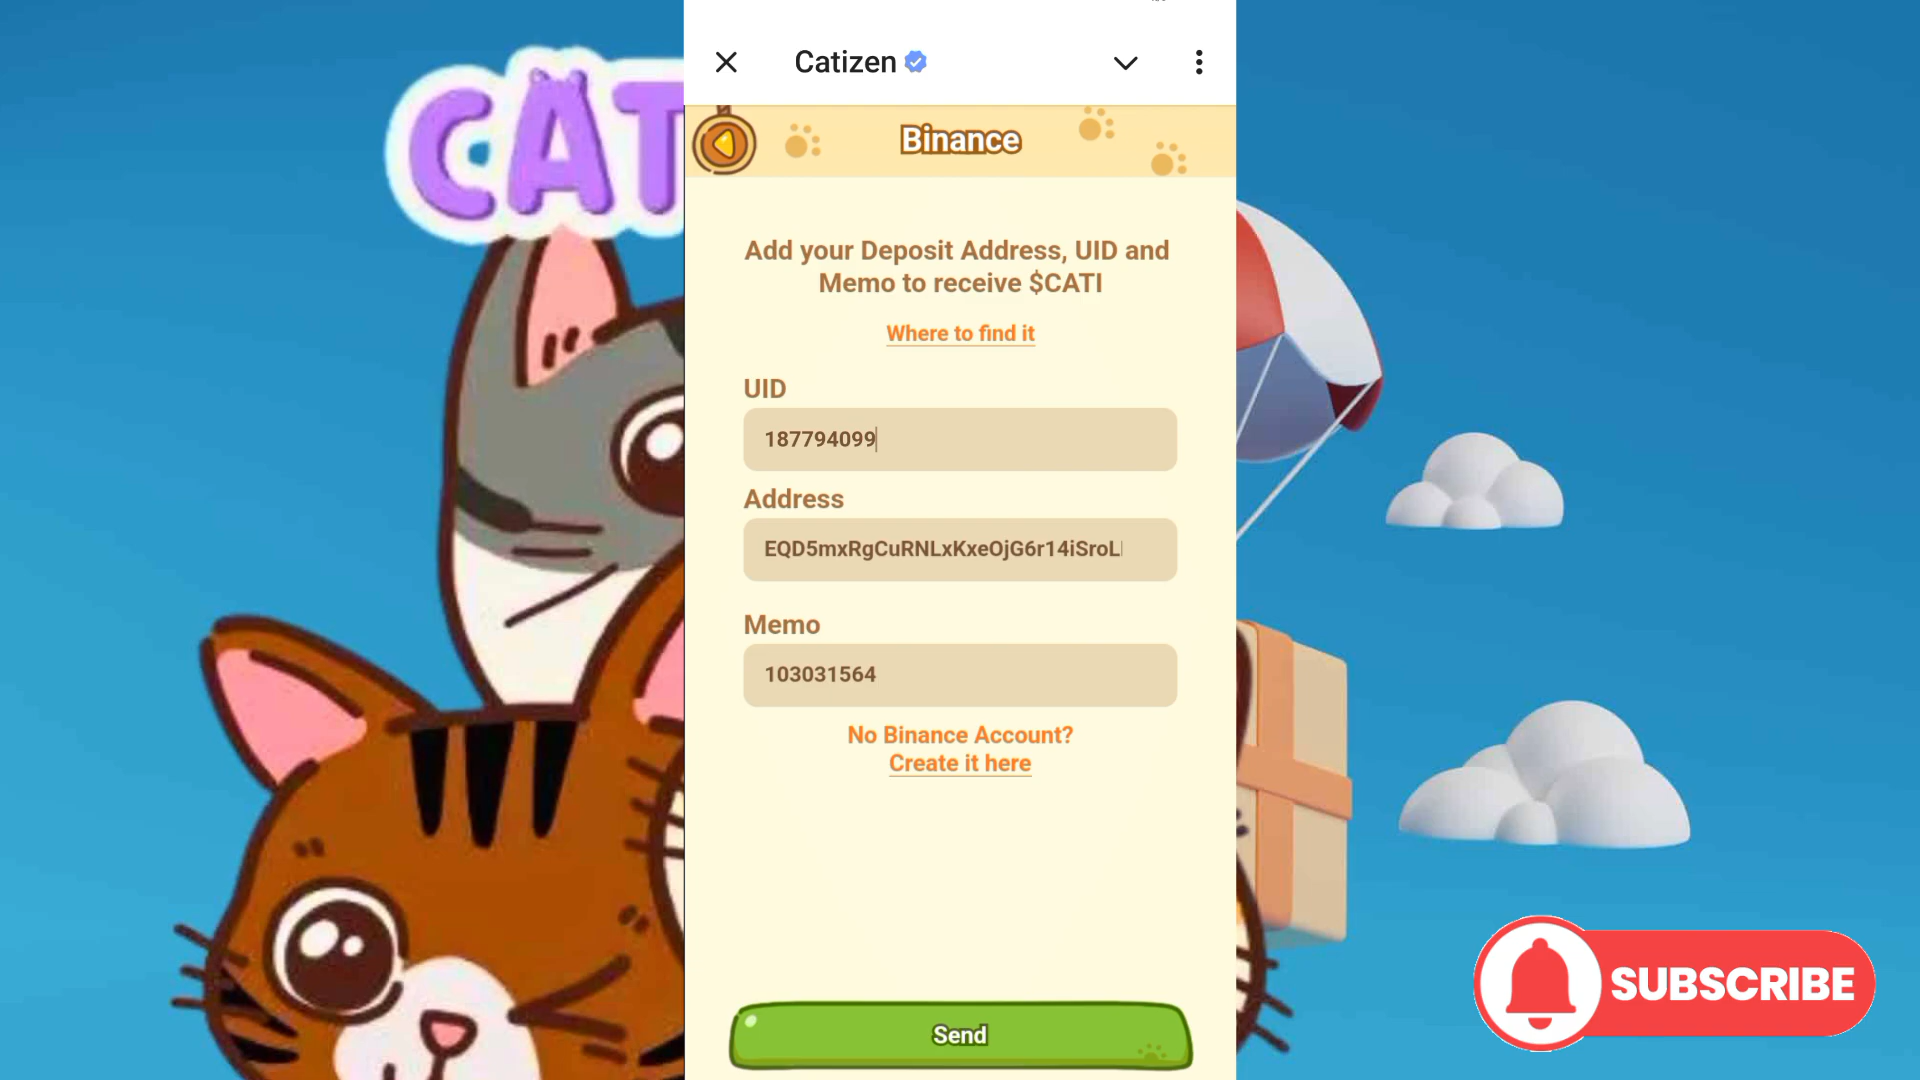 CAT
Catizen
Binance
Add your Deposit Address, UID and
Memo to receive $CATI
Where to find it
UID
187794099
Address
EQD5mxRgCuRNLxKxeOjG6r14iSroL
Memo
103031564
No Binance Account?
Create it here
Send
SUBSCRIBE